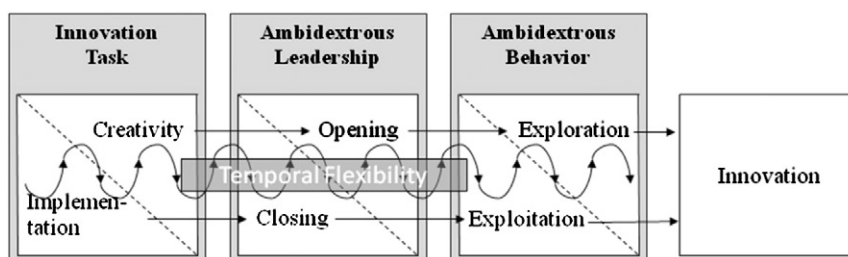 Innovation
Task
Ambidextrous
Leadership
Ambidextrous
Behavior
Creativity
Opening
Exploration
Temporal Flexibility
Innovation
Implemen-
tation
Closing
Exploitation